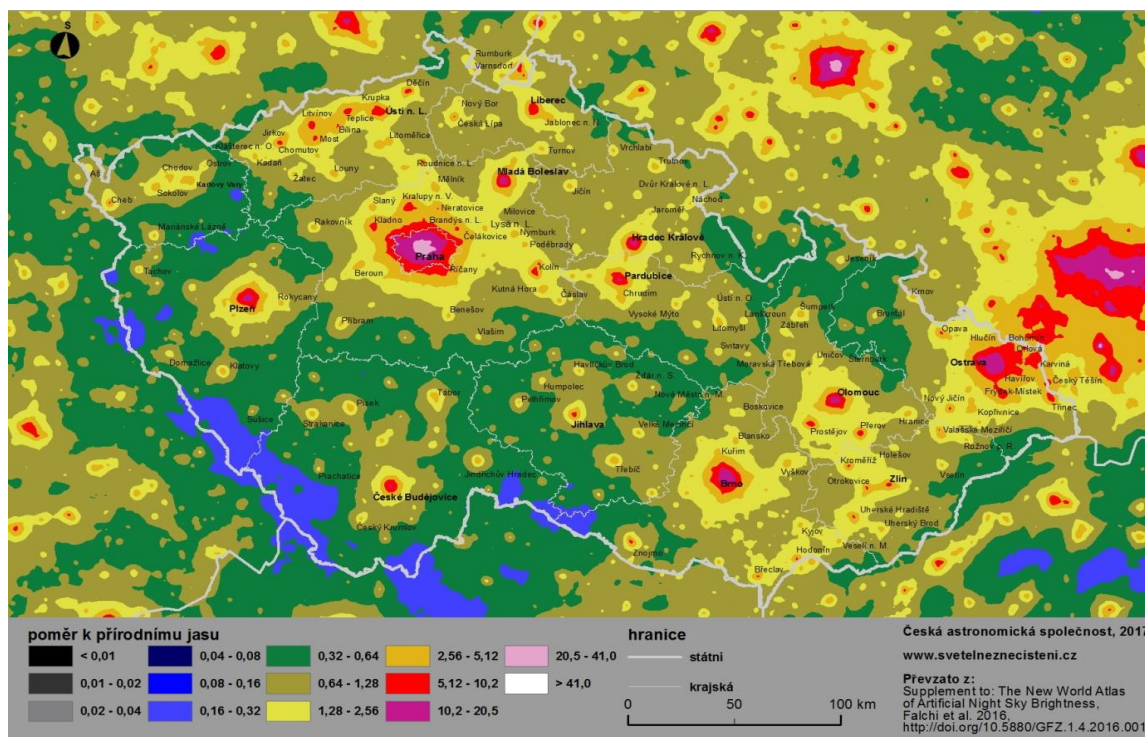 S
Rumburk
Varnsdorf
Děčín
Krupka
Ústí n. L.
Litvínov
Teplice
Bílina
Most
Jirkov
Chomutov
Klášterec n. O.
Kadaň
Litoměřice
Nový Bor
Česká Lípa
Liberec
Jablonec n. N.
Turnov
Vrchlabí
Trutnov
Aš
Chodov
Ostrov
Sokolov
Karlovy Vary
Cheb
Žatec
Louny
Roudnice n. L.
Mělník
Mladá Boleslav
Jičín
Dvůr Králové n. L.
Náchod
Jaroměř
Mariánské Lázně
Rakovník
Slaný
Kralupy n. V.
Neratovice
Kladno
Brandýs n. L.
Milovice
Lysá n. L.
Čelákovice
Nymburk
Poděbrady
Hradec Králové
Rychnov n. K.
Praha
Říčany
Beroun
Kolín
Pardubice
Tachov
Plzeň
Rokycany
Kutná Hora
Čáslav
Chrudim
Vysoké Mýto
Ústí n. O.
Lanškroun
Litomyšl
Svitavy
Šumperk
Zábřeh
Jeseník
Krnov
Bruntál
Příbram
Benešov
Vlašim
Domažlice
Klatovy
Havlíčkův Brod
Žďár n. S.
Humpolec
Pelhřimov
Nové Město n. M.
Moravská Třebová
Uničov
Šternberk
Opava
Hlučín
Bohumín
Orlová
Ostrava
Karviná
Havířov
Český Těšín
Frýdek-Místek
Třinec
Nový Jičín
Kopřivnice
Sušice
Strakonice
Písek
Tábor
Jihlava
Velké Meziříčí
Boskovice
Blansko
Olomouc
Prostějov
Přerov
Hranice
Valašské Meziříčí
Rožnov p. R.
Prachatice
České Budějovice
Jindřichův Hradec
Třebíč
Kuřim
Brno
Vyškov
Kroměříž
Holešov
Otrokovice
Zlín
Vsetín
Český Krumlov
Znojmo
Kyjov
Uherské Hradiště
Uherský Brod
Veselí n. M.
Hodonín
Břeclav
poměr k přírodnímu jasu
< 0,01
0,04 - 0,08
0,32 - 0,64
2,56 - 5,12
20,5 - 41,0
0,01 - 0,02
0,08 - 0,16
0,64 - 1,28
5,12 - 10,2
> 41,0
0,02 - 0,04
0,16 - 0,32
1,28 - 2,56
10,2 - 20,5
hranice
státní
krajská
0
50
100 km
Česká astronomická společnost, 2017
www.svetelneznecisteni.cz
Převzato z:
Supplement to: The New World Atlas
of Artificial Night Sky Brightness,
Falchi et al. 2016,
http://doi.org/10.5880/GFZ.1.4.2016.001